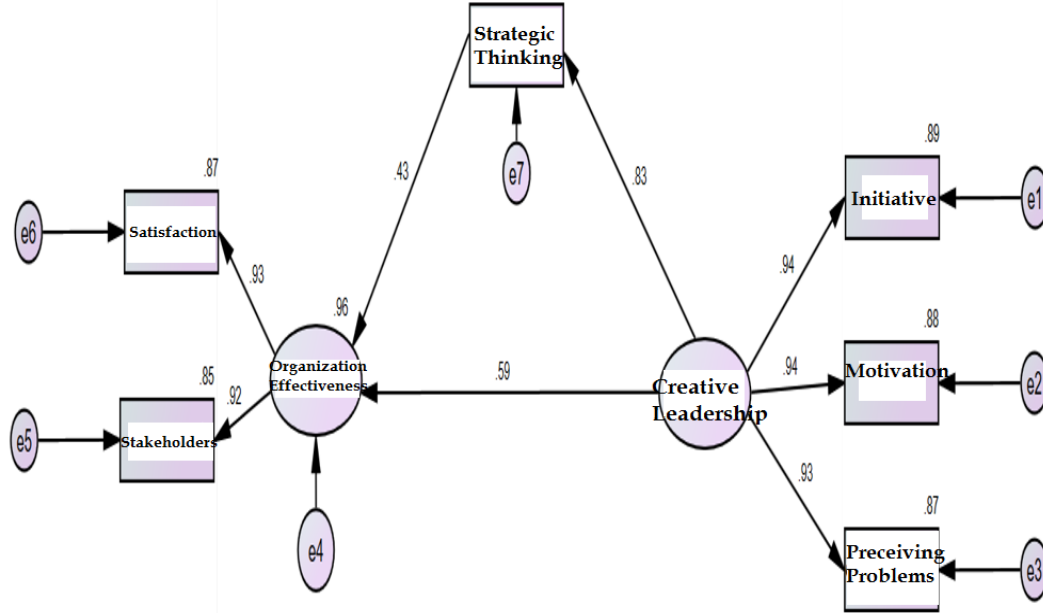 Strategic
Thinking
e7
.43
.83
.87
Satisfaction
e6
.93
.96
Organization
Effectiveness
.85
.92
Stakeholders
e5
e4
.59
Creative
Leadership
.89
Initiative
e1
.94
.88
Motivation
e2
.94
.93
.87
Preceiving
Problems
e3